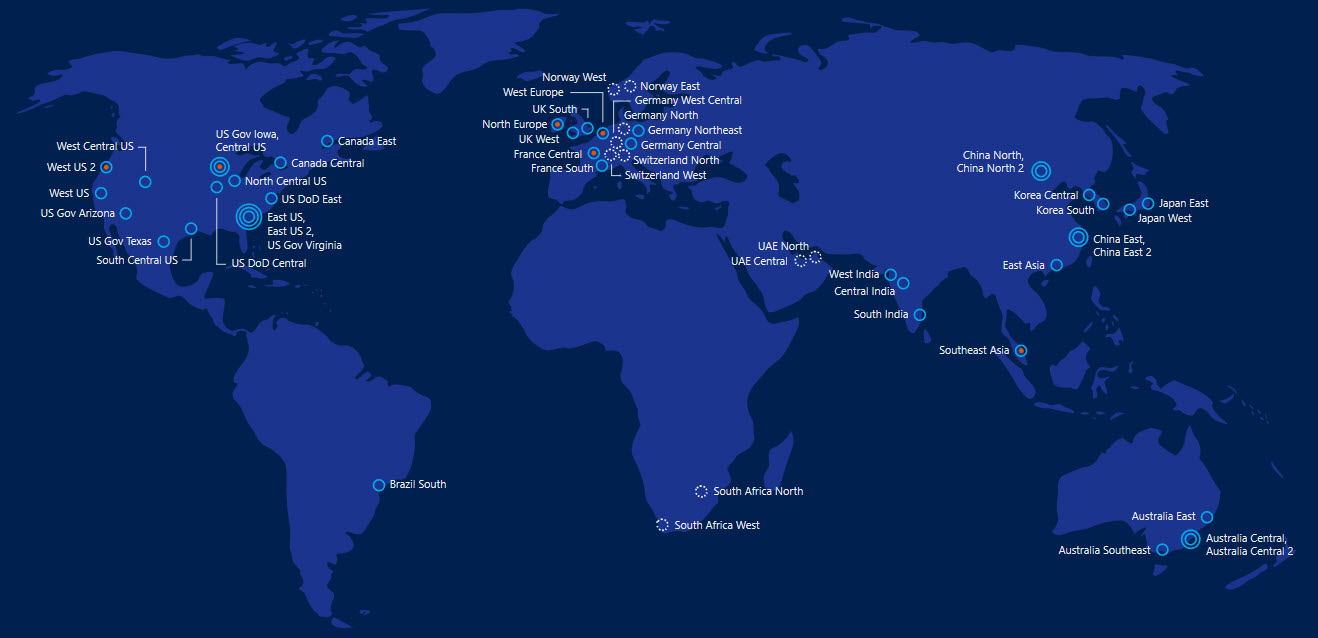 West Central US
West US 2
West US
US Gov Arizona
US Gov Texas
South Central US
US Gov Iowa,
Central US
Canada East
Canada Central
North Central US
US DoD East
East US,
East US 2,
US Gov Virginia
US DoD Central
Brazil South
Norway West
Norway East
West Europe
Germany West Central
UK South
Germany North
North Europe
Germany Northeast
UK West
Germany Central
France Central
Switzerland North
France South
Switzerland West
UAE North
UAE Central
South Africa North
South Africa West
West India
Central India
South India
China North,
China North 2
Korea Central
Korea South
Japan East
Japan West
China East,
China East 2
East Asia
Southeast Asia
Australia East
Australia Central,
Australia Central 2
Australia Southeast